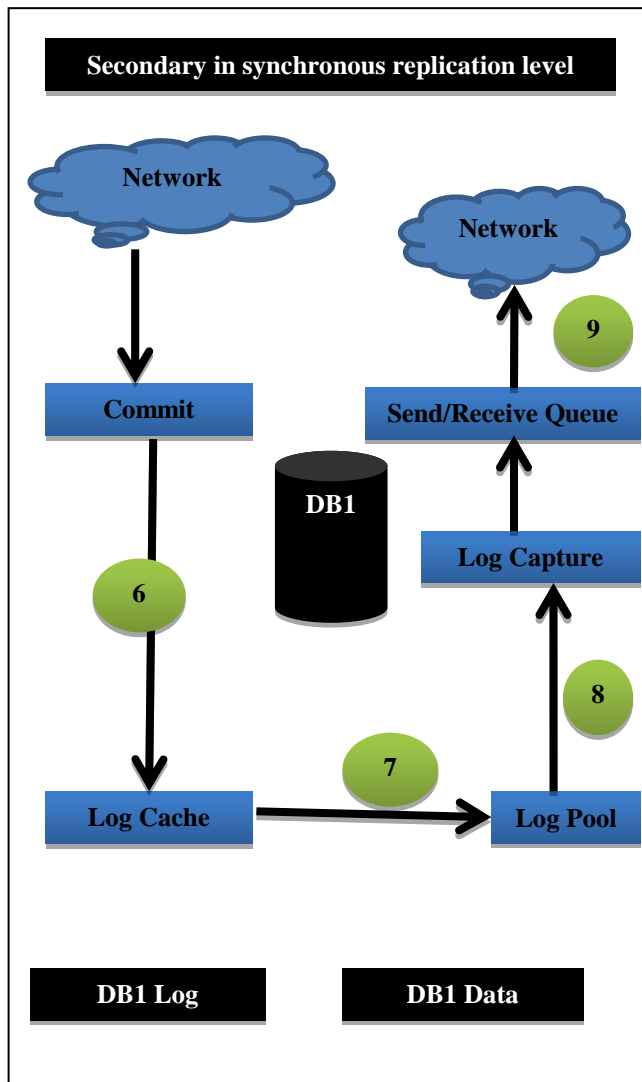 Secondary in synchronous replication level
Network
Network
9
Commit
Send/Receive Queue
DB1
Log Capture
6
8
7
Log Cache
Log Pool
DB1 Log
DB1 Data